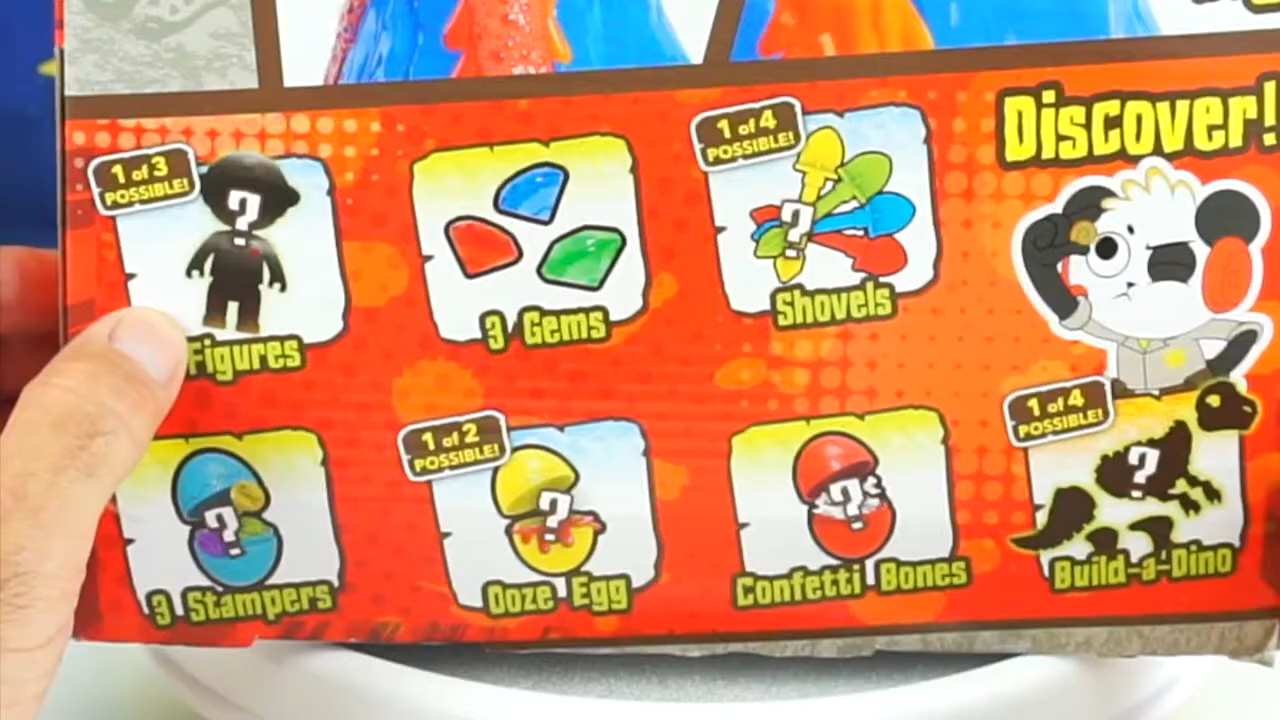 Discover!
1 of 3
POSSIBLE!
?
Figures
3 Gems
1 of 4
POSSIBLE!
?
Shovels
?
3 Stampers
1 of 2
POSSIBLE!
?
Ooze Egg
?
Confetti Bones
1 of 4
POSSIBLE!
?
Build-a-Dino